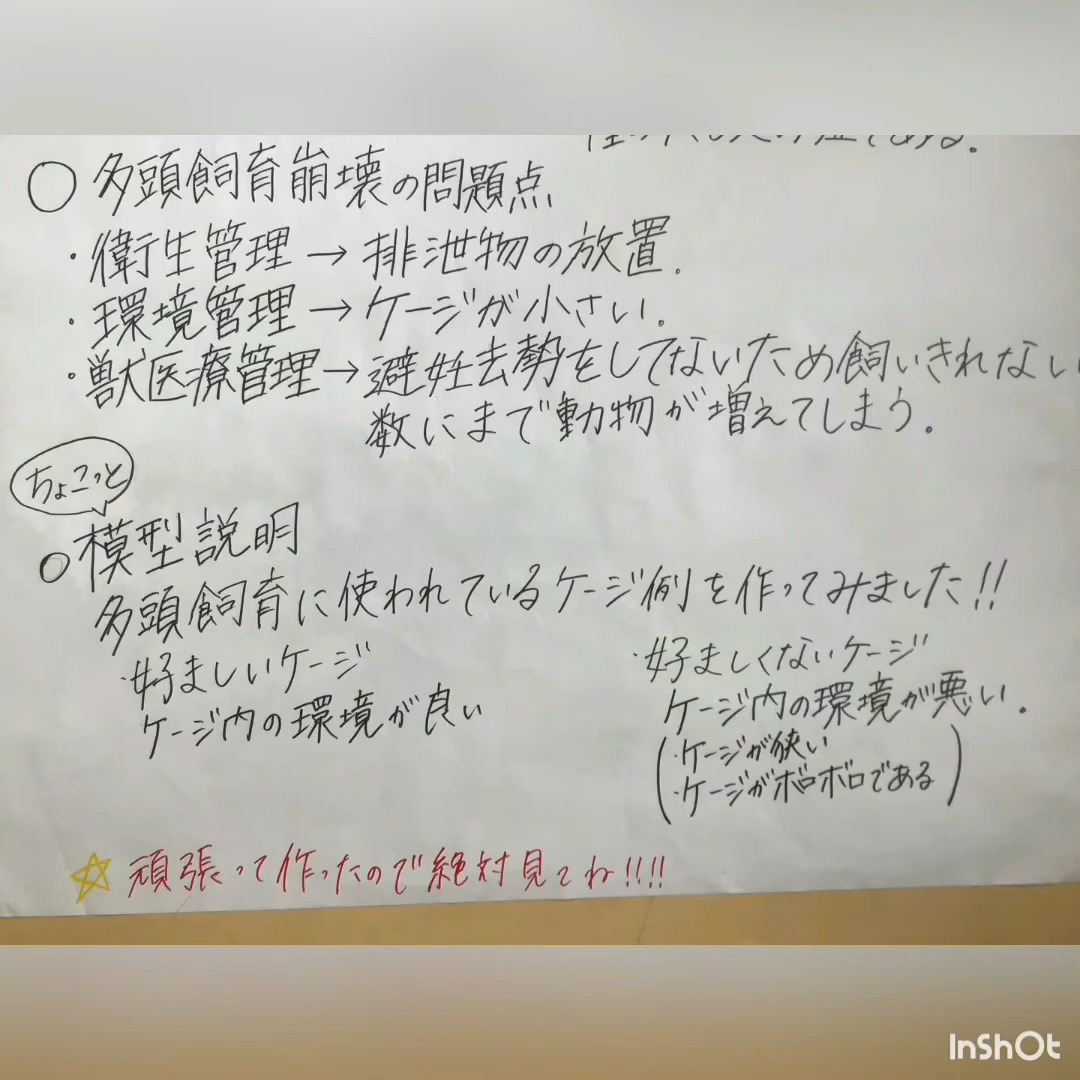 である。
○ 多頭飼育崩壊の問題点
・衛生管理→排泄物の放置。
・環境管理→ケージが小さい。
・獣医療管理→避妊去勢をしてないため飼いきれない
数にまで動物が増えてしまう。
ちょこっと
○模型説明
多頭飼育に使われているケージ例を作ってみました!!
・好ましいケージ
ケージ内の環境が良い
・好ましくないケージ
ケージ内の環境が悪い。
(・ケージが狭い
・ケージがボロボロである)
☆頑張って作ったので絶対見てね!!!!
InShOt